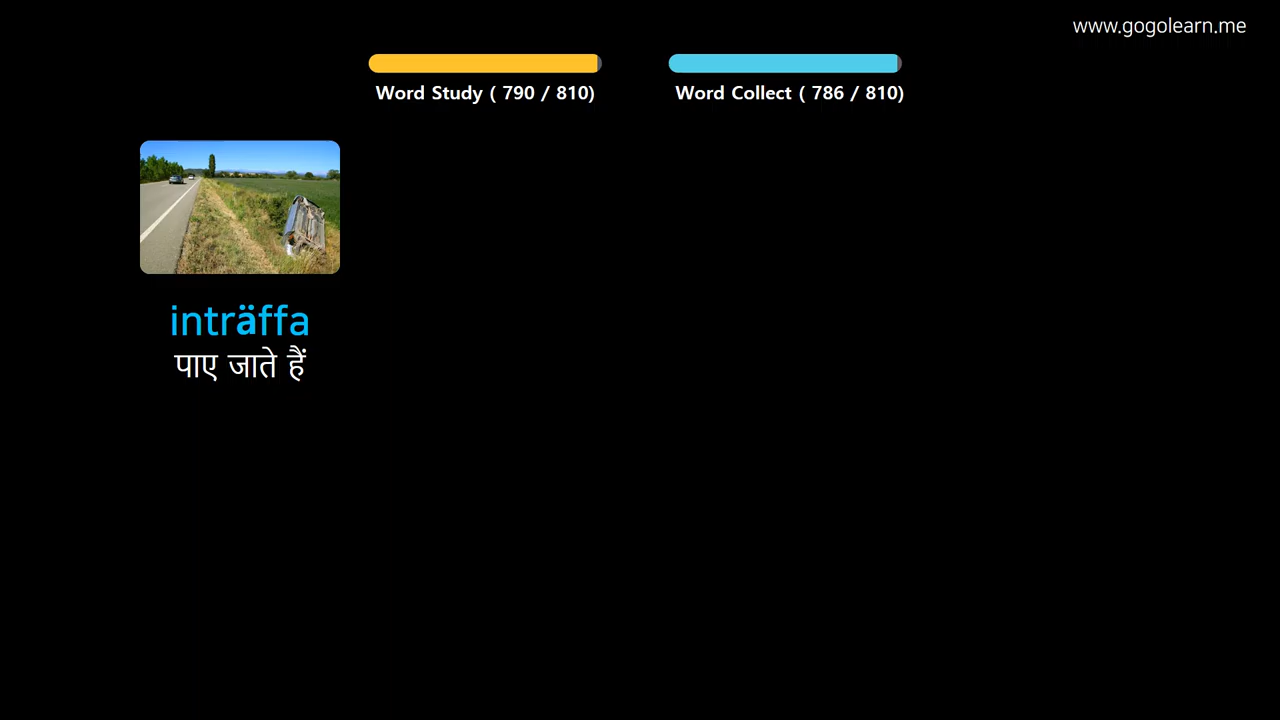 www.gogolearn.me
Word Study ( 790 / 810)
Word Collect ( 786 / 810)
inträffa
पाए जाते हैं